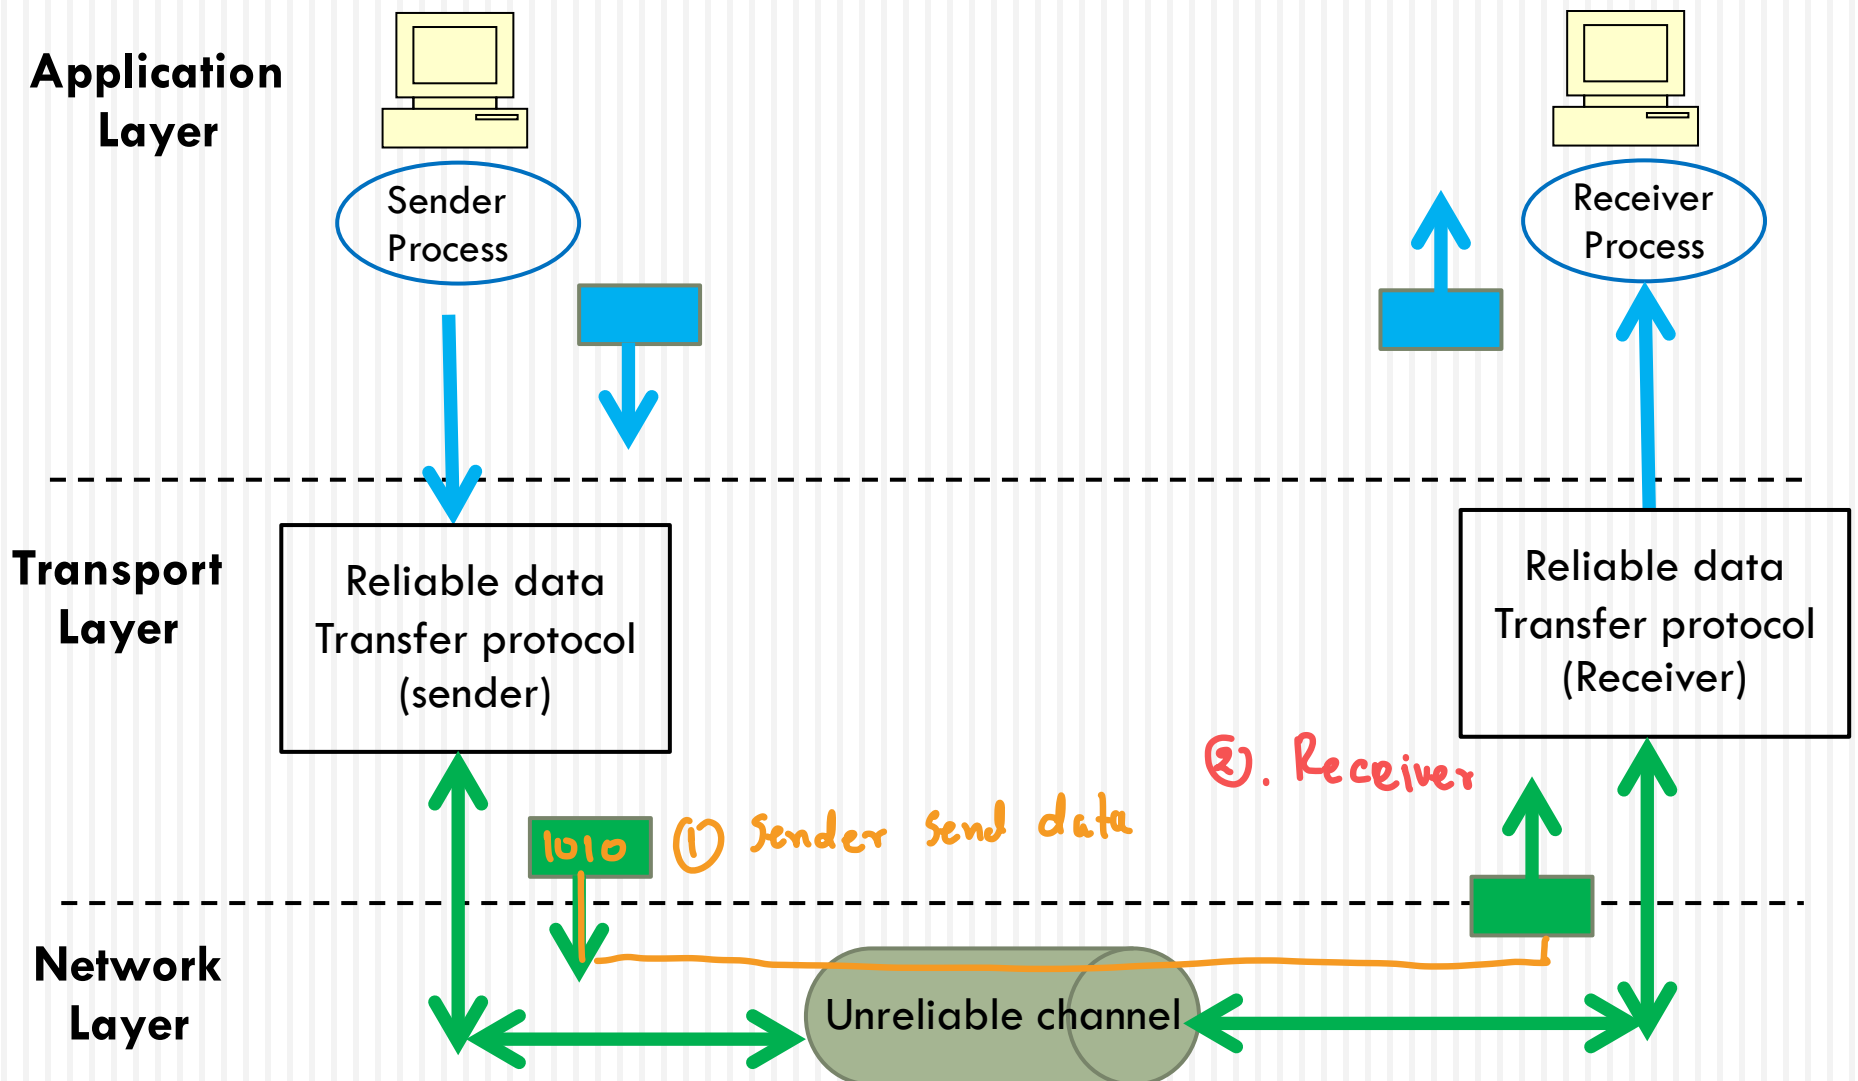 Application
Layer
Sender
Process
Receiver
Process
Transport
Layer
Reliable data
Transfer protocol
(sender)
Reliable data
Transfer protocol
(Receiver)
②. Receiver
1010 ① Sender send data
Network
Layer
Unreliable channel